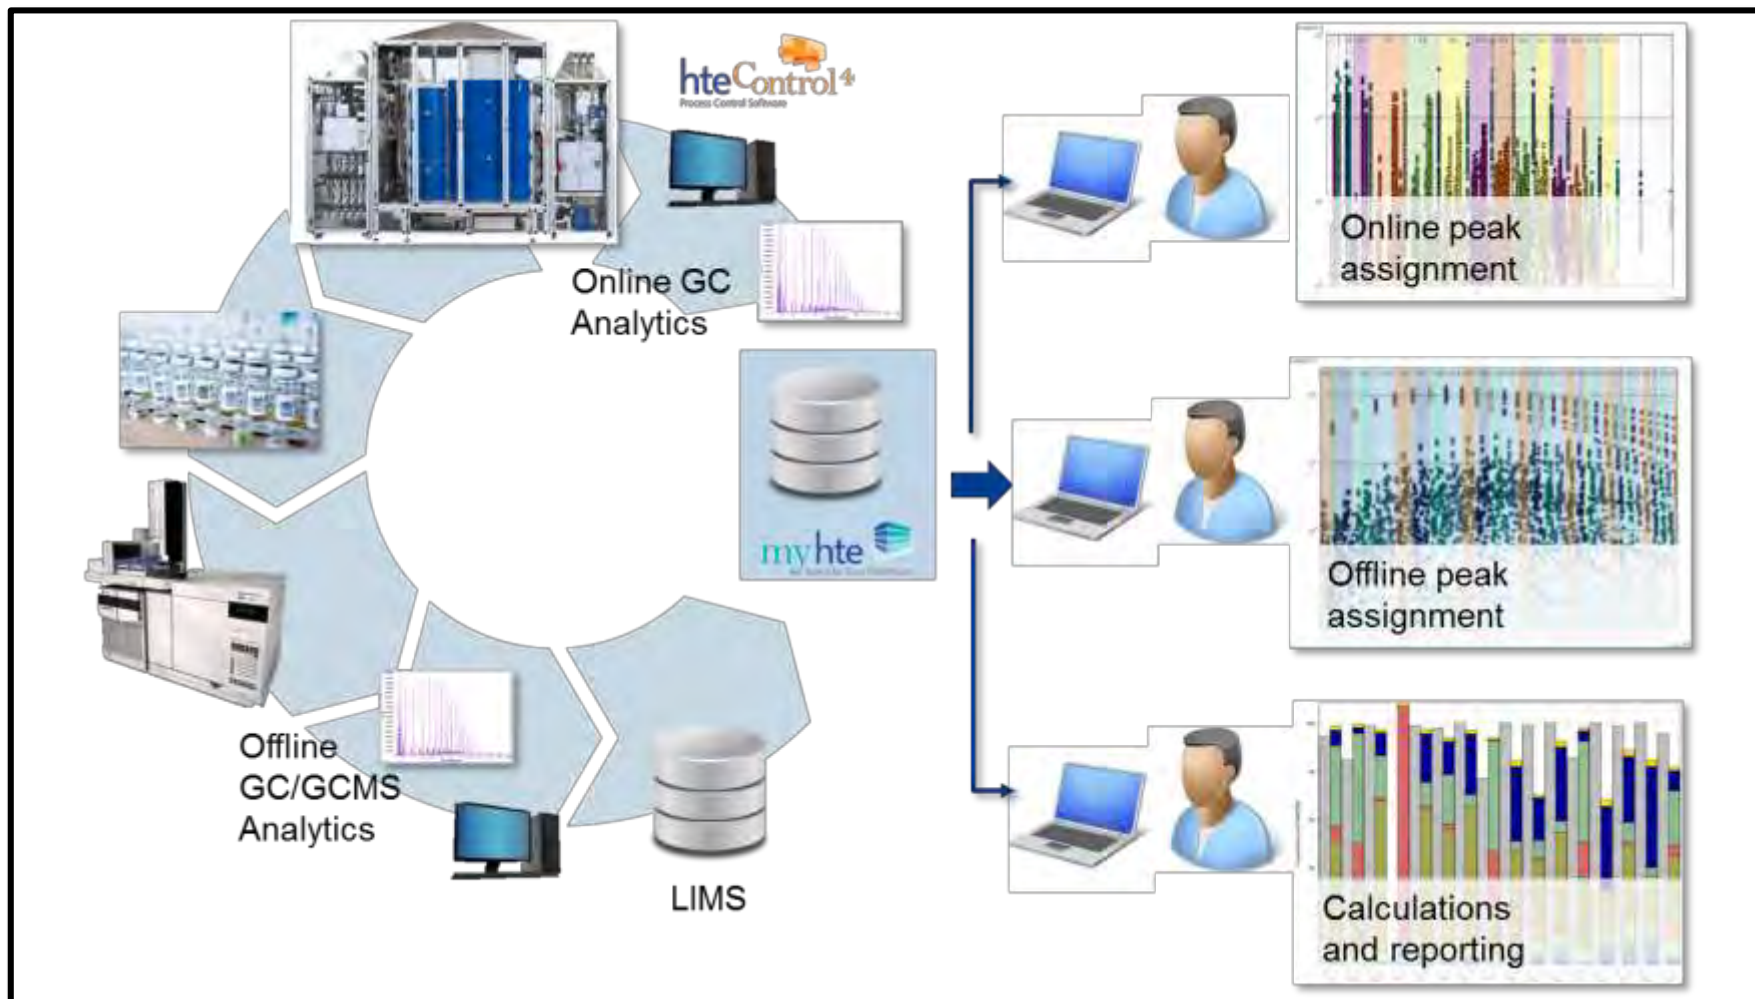 hteControl4
Process Control Software
Online GC
Analytics
myhte
Offline
GC/GCMS
Analytics
LIMS
Online peak
assignment
Offline peak
assignment
Calculations
and reporting